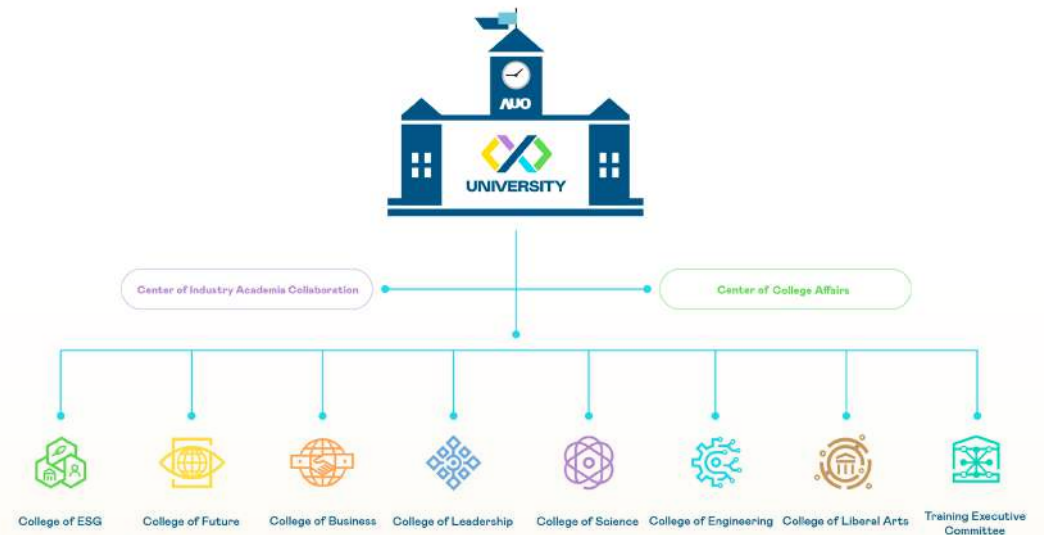 AUO
UNIVERSITY
Center of Industry Academia Collaboration
Center of College Affairs
College of ESG
College of Future
College of Business
College of Leadership
College of Science
College of Engineering
College of Liberal Arts
Training Executive
Committee